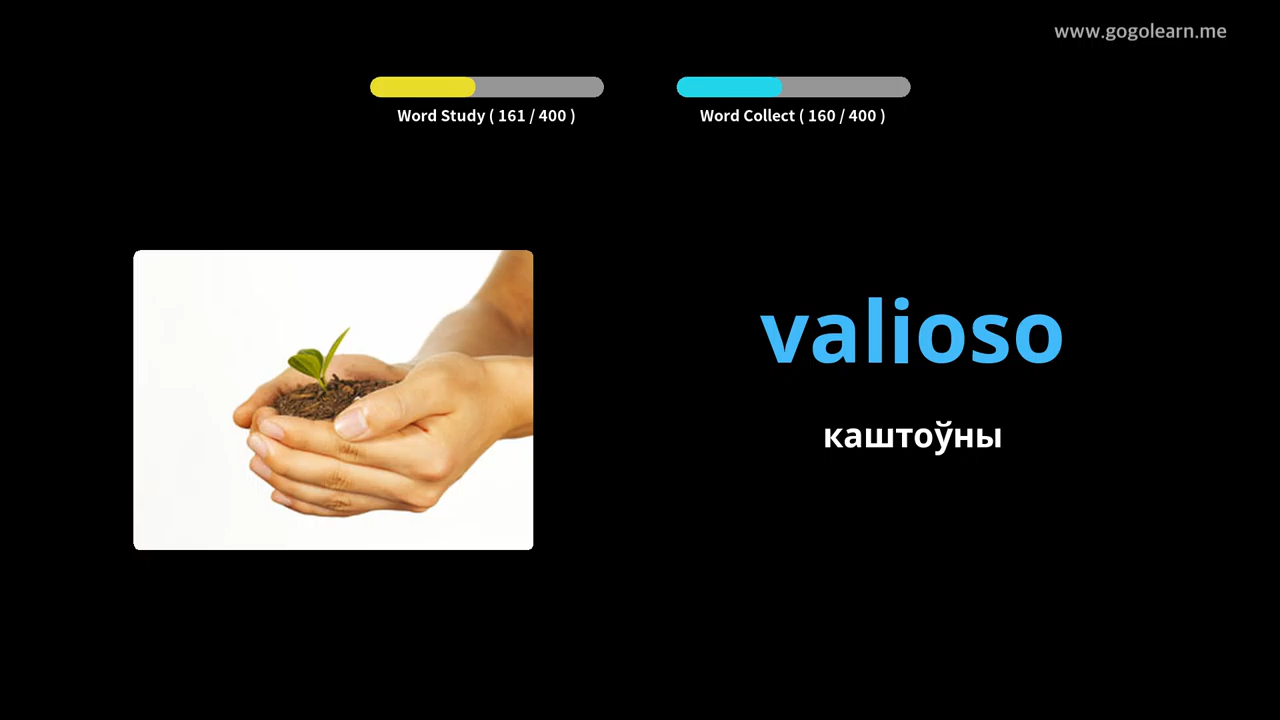 www.gogolearn.me
Word Study ( 161 / 400 )
Word Collect ( 160 / 400 )
valioso
каштоўны